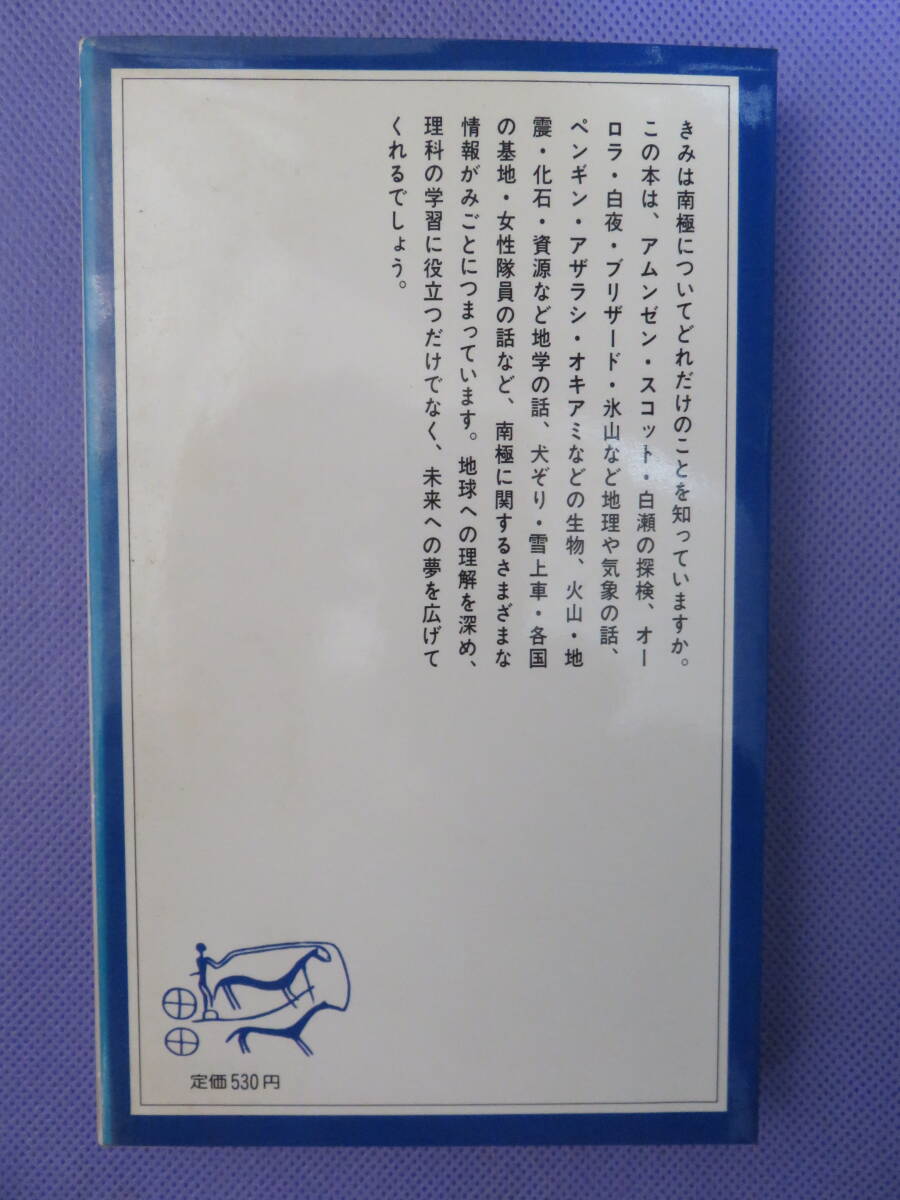 きみは南極についてどれだけのことを知っていますか。
この本は、アムンゼン・スコット・白瀬の探検、オー
ロラ・白夜・ブリザード・氷山など地理や気象の話、
ペンギン・アザラシ・オキアミなどの生物、火山・地
震・化石・資源など地学の話、犬ぞり・雪上車・各国
の基地・女性隊員の話など、南極に関するさまざまな
情報がみごとにつまっています。地球への理解を深め、
理科の学習に役立つだけでなく、未来への夢を広げて
くれるでしょう。
定価530円